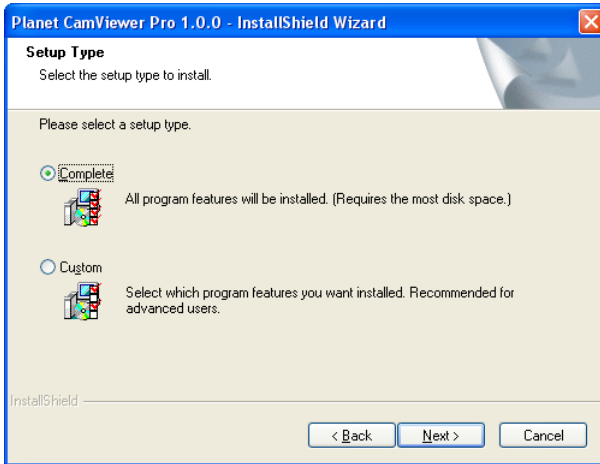 Planet CamViewer Pro 1.0.0 - InstallShield Wizard
Setup Type
Select the setup type to install.
Please select a setup type.
Complete
All program features will be installed. (Requires the most disk space.)
Custom
Select which program features you want installed. Recommended for
advanced users.
InstallShield
< Back
Next >
Cancel